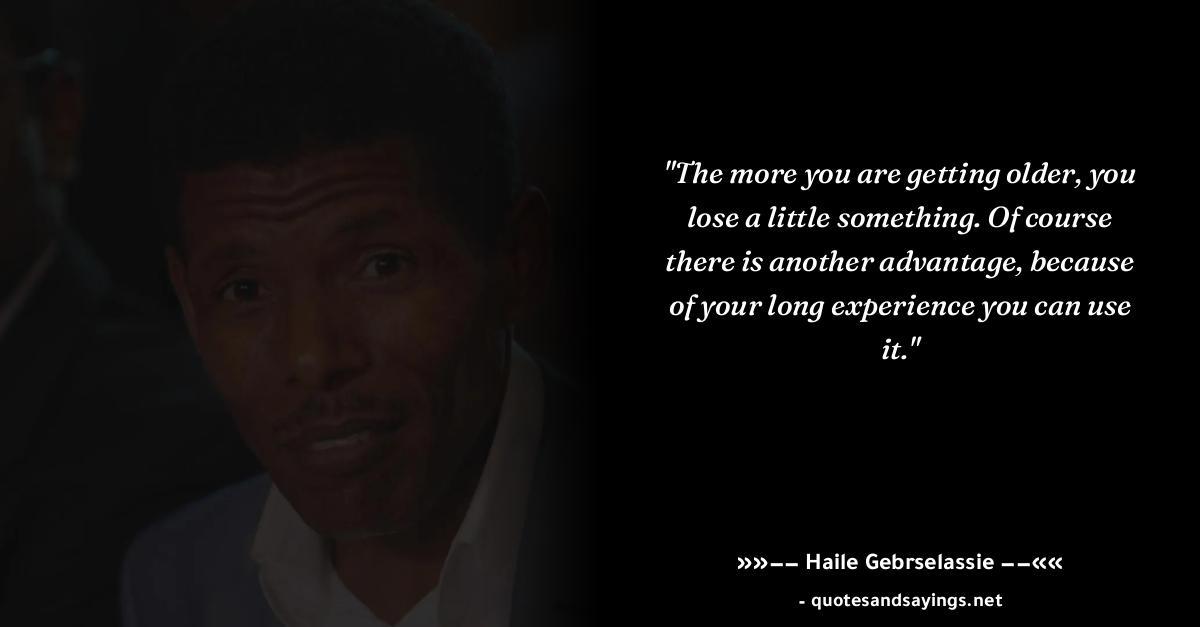 "The more you are getting older, you
lose a little something. Of course
there is another advantage, because
of your long experience you can use
it."
»»−− Haile Gebrselassie −−««
- quotesandsayings.net